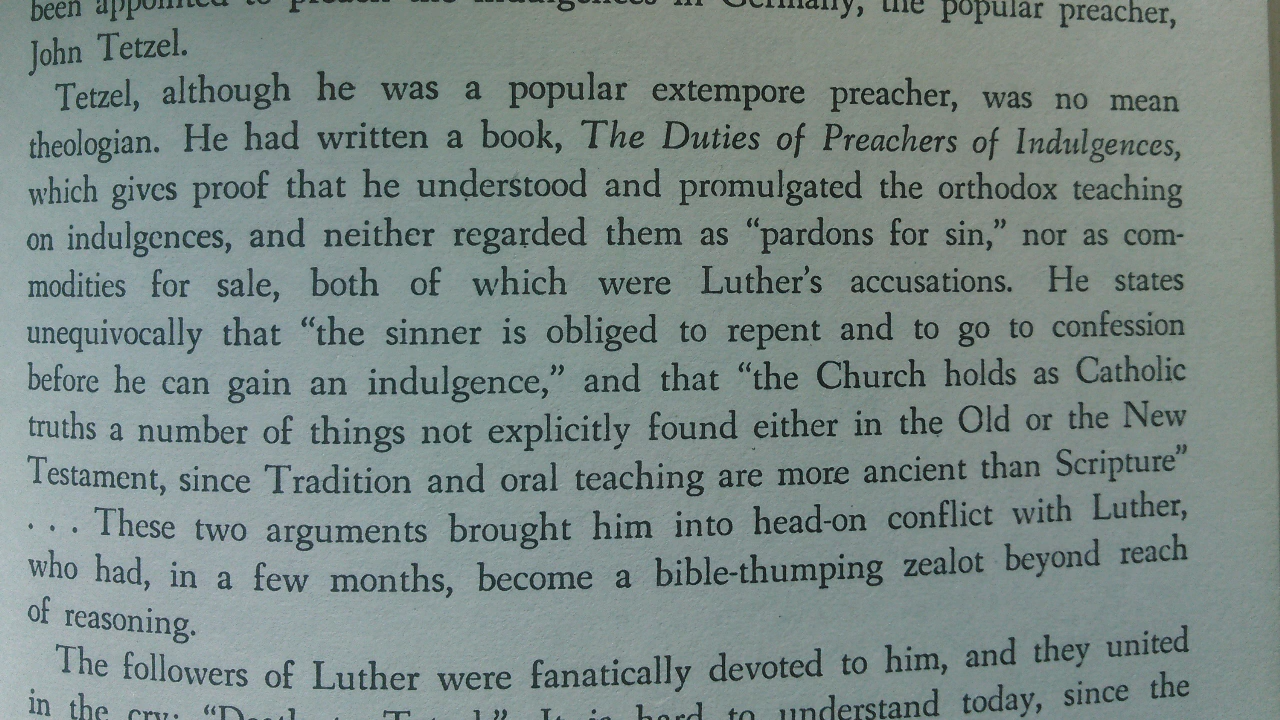 been appointed to preach the indulgences in Germany, the popular preacher,
John Tetzel.
Tetzel, although he was a popular extempore preacher, was no mean
theologian. He had written a book, The Duties of Preachers of Indulgences,
which gives proof that he understood and promulgated the orthodox teaching
on indulgences, and neither regarded them as “pardons for sin,” nor as com-
modities for sale, both of which were Luther’s accusations. He states
unequivocally that “the sinner is obliged to repent and to go to confession
before he can gain an indulgence,” and that “the Church holds as Catholic
truths a number of things not explicitly found either in the Old or the New
Testament, since Tradition and oral teaching are more ancient than Scripture”
. . . These two arguments brought him into head-on conflict with Luther,
who had, in a few months, become a bible-thumping zealot beyond reach
of reasoning.
The followers of Luther were fanatically devoted to him, and they united
in the cry: “Death to Tetzel.” It is hard to understand today, since the